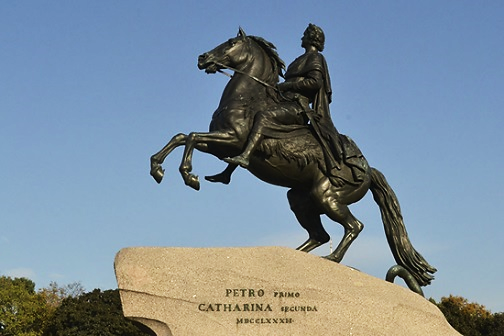 PETRO PRIMO
CATHARINA SECUNDA
MDCCLXXXII